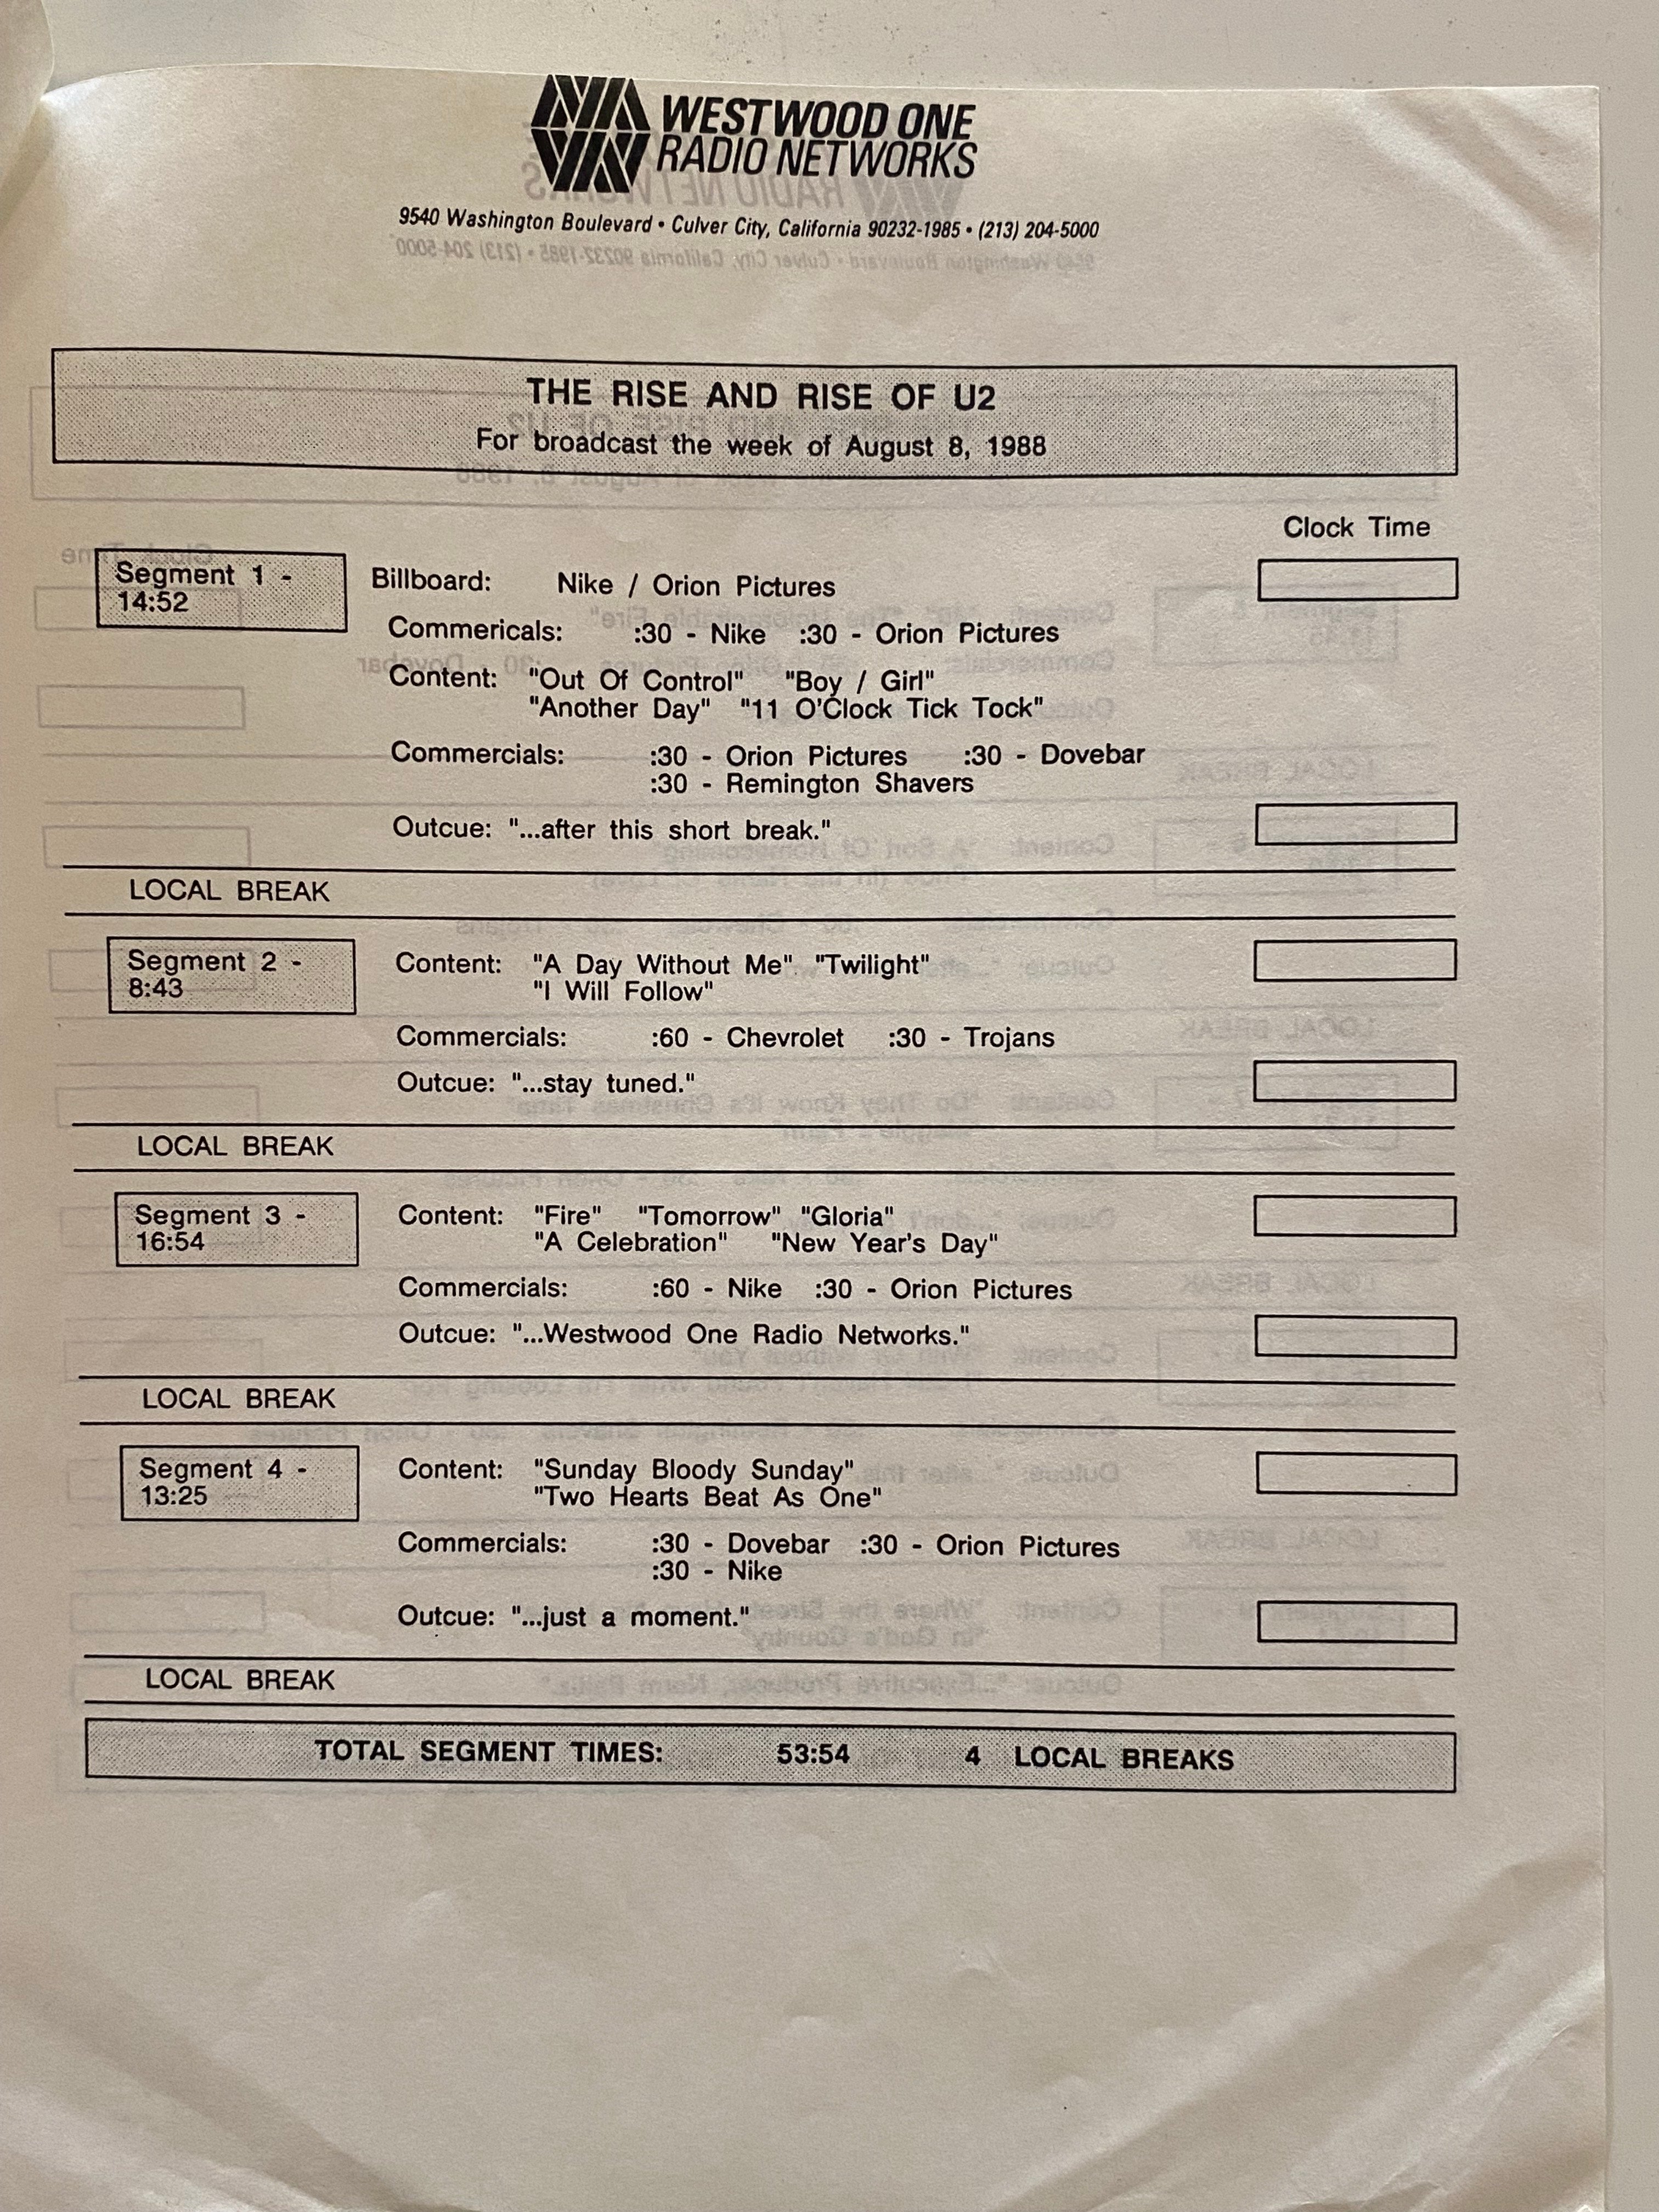 WESTWOOD ONE
RADIO NETWORKS
9540 Washington Boulevard • Culver City, California 90232-1985 • (213) 204-5000
THE RISE AND RISE OF U2
For broadcast the week of August 8, 1988
Clock Time
Segment 1 -
14:52
Billboard: Nike / Orion Pictures
Commericals: :30 - Nike :30 - Orion Pictures
Content: "Out Of Control" "Boy / Girl"
"Another Day" "11 O'Clock Tick Tock"
Commercials: :30 - Orion Pictures :30 - Dovebar
:30 - Remington Shavers
Outcue: "...after this short break."
LOCAL BREAK
Segment 2 -
8:43
Content: "A Day Without Me" "Twilight"
"I Will Follow"
Commercials: :60 - Chevrolet :30 - Trojans
Outcue: "...stay tuned."
LOCAL BREAK
Segment 3 -
16:54
Content: "Fire" "Tomorrow" "Gloria"
"A Celebration" "New Year's Day"
Commercials: :60 - Nike :30 - Orion Pictures
Outcue: "...Westwood One Radio Networks."
LOCAL BREAK
Segment 4 -
13:25
Content: "Sunday Bloody Sunday"
"Two Hearts Beat As One"
Commercials: :30 - Dovebar :30 - Orion Pictures
:30 - Nike
Outcue: "...just a moment."
LOCAL BREAK
TOTAL SEGMENT TIMES: 53:54 4 LOCAL BREAKS